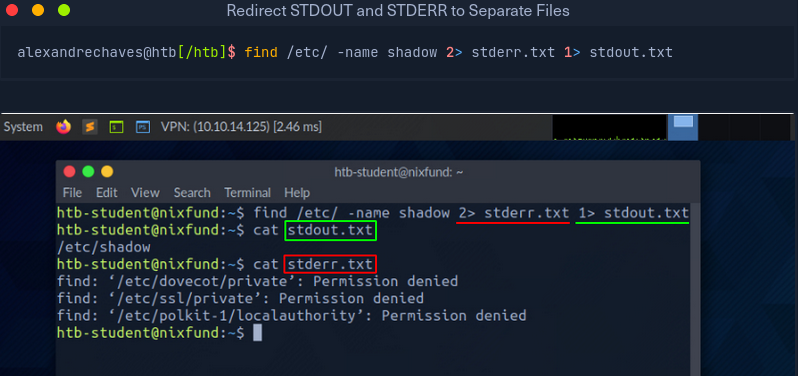 Redirect STDOUT and STDERR to Separate Files
alexandrechaves@htb[/htb]$ find /etc/ -name shadow 2> stderr.txt 1> stdout.txt
System VPN: (10.10.14.125) [2.46 ms]
htb-student@nixfund: ~
File Edit View Search Terminal Help
htb-student@nixfund:~$ find /etc/ -name shadow 2> stderr.txt 1> stdout.txt
htb-student@nixfund:~$ cat stdout.txt
/etc/shadow
htb-student@nixfund:~$ cat stderr.txt
find: ‘/etc/dovecot/private’: Permission denied
find: ‘/etc/ssl/private’: Permission denied
find: ‘/etc/polkit-1/localauthority’: Permission denied
htb-student@nixfund:~$